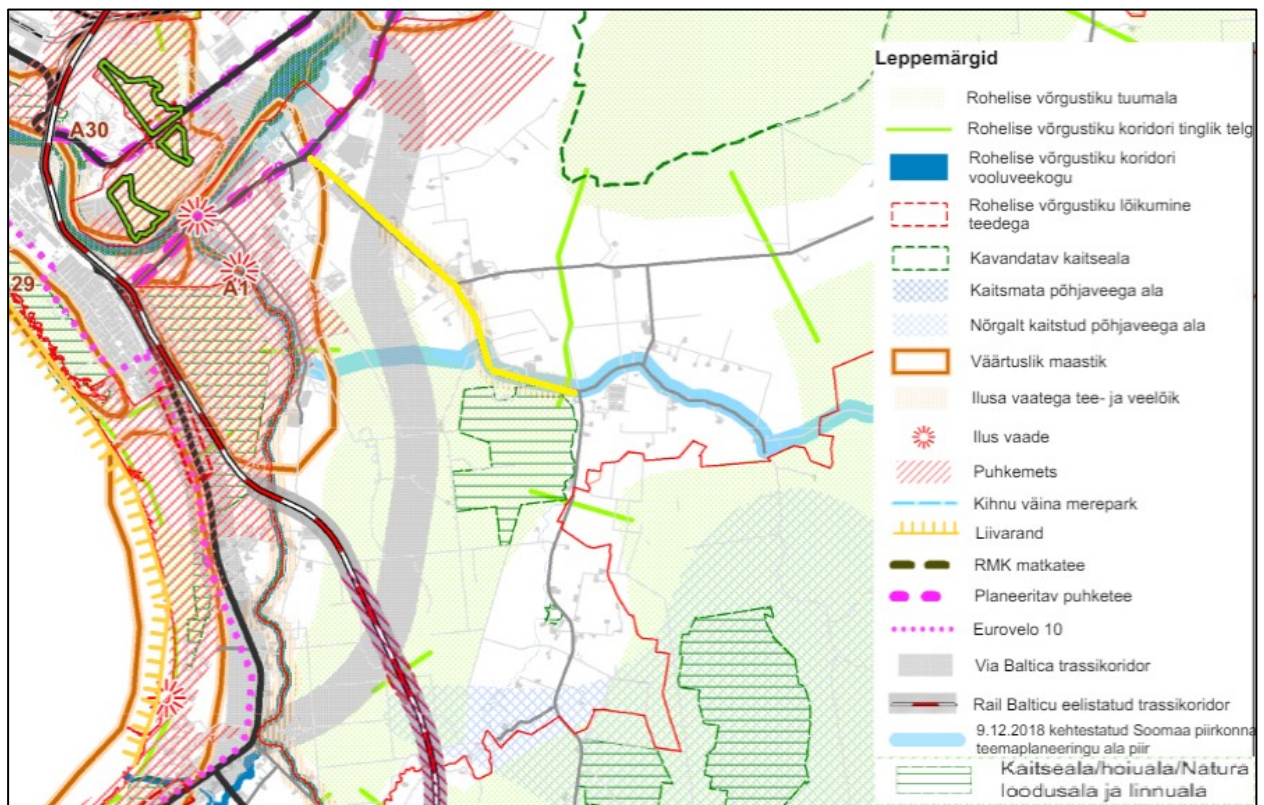 Leppemärgid
Rohelise võrgustiku tuumala
Rohelise võrgustiku koridori tinglik telg
Rohelise võrgustiku koridori
vooluveekogu
Rohelise võrgustiku lõikumine
teedega
Kavandatav kaitseala
Kaitsmata põhjaveega ala
Nõrgalt kaitstud põhjaveega ala
Väärtuslik maastik
Ilusa vaatega tee- ja veelõik
Ilus vaade
Puhkemets
Kihnu väina merepark
Liivarand
RMK matkatee
Planeeritav puhketee
Eurovelo 10
Via Baltica trassikoridor
Rail Balticu eelistatud trassikoridor
9.12.2018 kehtestatud Soomaa piirkonna
teemaplaneeringu ala piir
Kaitseala/hoiuala/Natura
loodusala ja linnuala
A30
A1
29